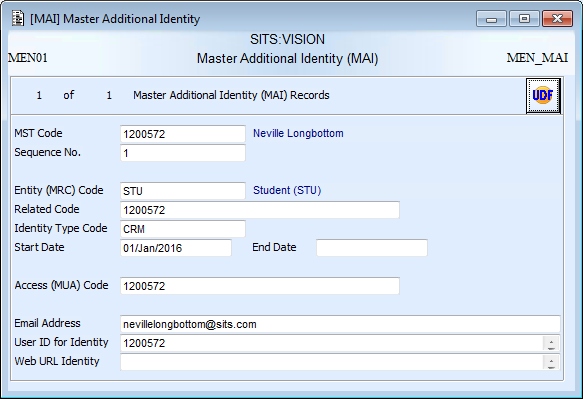 [MAI] Master Additional Identity
SITS:VISION
MEN01 Master Additional Identity (MAI) MEN_MAI
1 of 1 Master Additional Identity (MAI) Records UDF
MST Code 1200572 Neville Longbottom
Sequence No. 1
Entity (MRC) Code STU Student (STU)
Related Code 1200572
Identity Type Code CRM
Start Date 01/Jan/2016 End Date
Access (MUA) Code 1200572
Email Address nevillelongbottom@sits.com
User ID for Identity 1200572
Web URL Identity